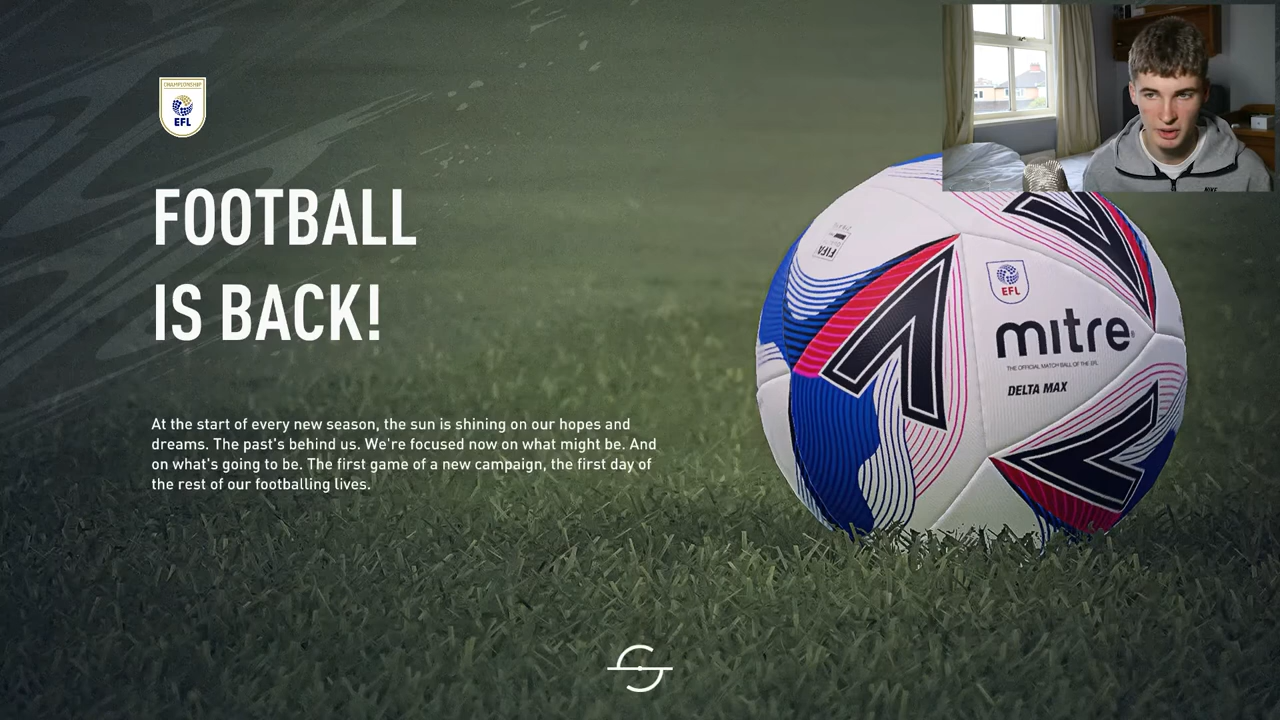 CHAMPIONSHIP
EFL
FOOTBALL
IS BACK!
At the start of every new season, the sun is shining on our hopes and
dreams. The past's behind us. We're focused now on what might be. And
on what's going to be. The first game of a new campaign, the first day of
the rest of our footballing lives.
FIFA
EFL
mitre
THE OFFICIAL MATCH BALL OF THE EFL
DELTA MAX
NIKE